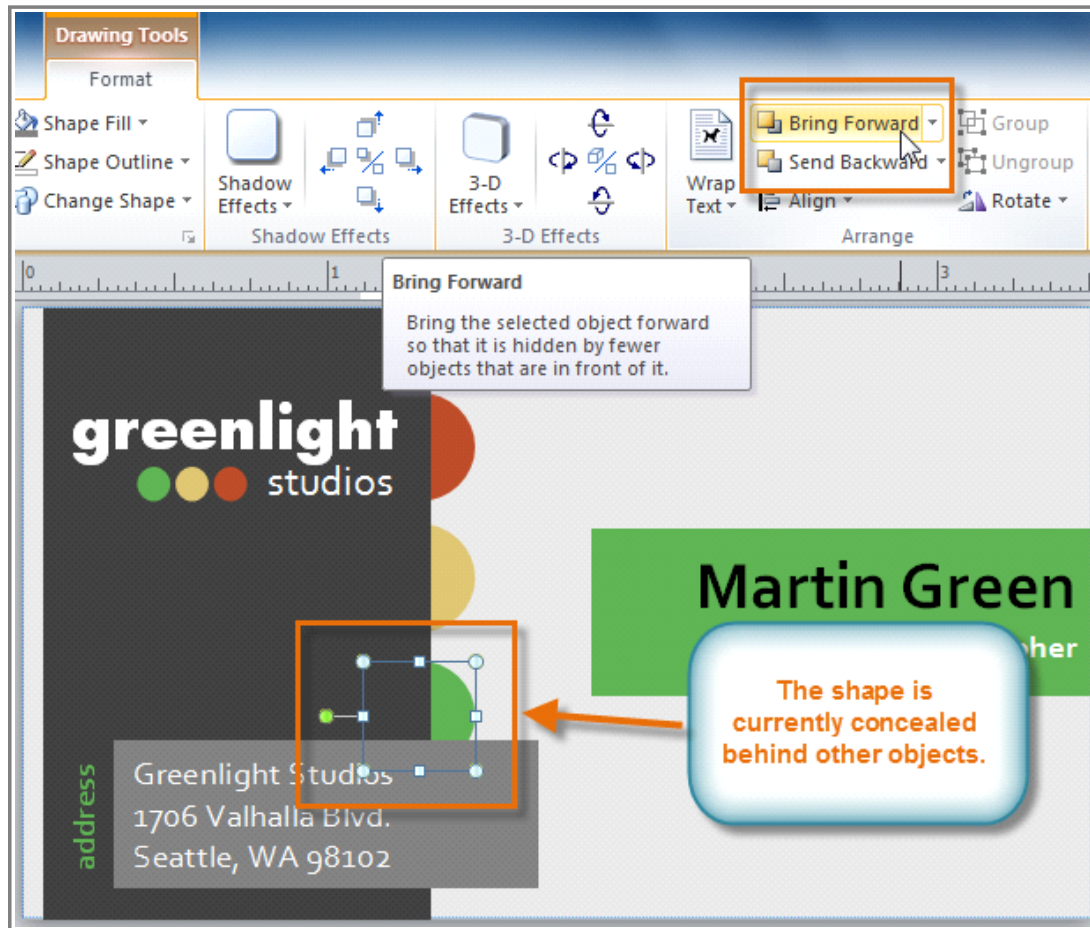 Drawing Tools
Format
Shape Fill
Shape Outline
Change Shape
Shadow
Effects
Shadow Effects
3-D
Effects
3-D Effects
Wrap
Text
Bring Forward
Send Backward
Align
Group
Ungroup
Rotate
Arrange
0
1
3
Bring Forward
Bring the selected object forward
so that it is hidden by fewer
objects that are in front of it.
greenlight
studios
Martin Green
pher
The shape is
currently concealed
behind other objects.
address
Greenlight Studios
1706 Valhalla Blvd.
Seattle, WA 98102